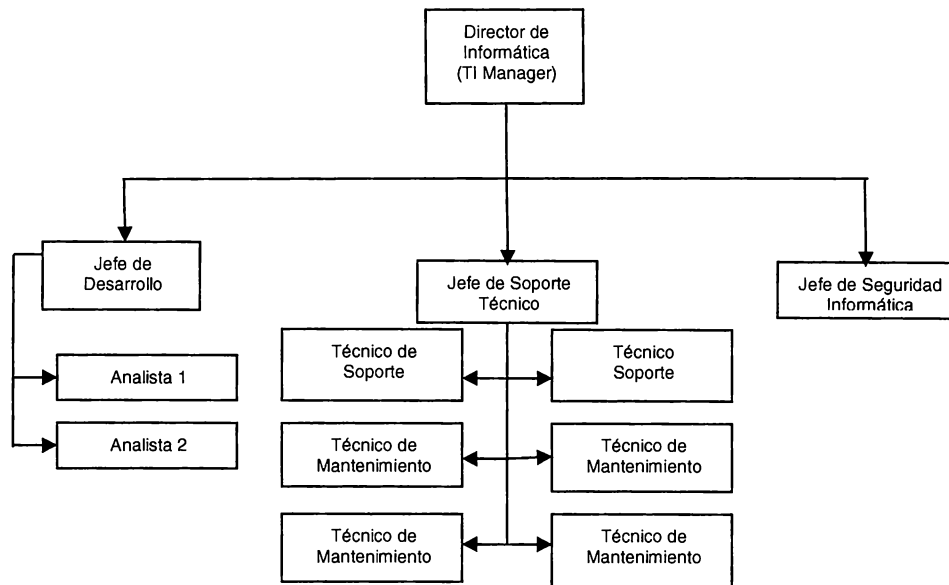 Director de
Informática
(TI Manager)
Jefe de
Desarrollo
Jefe de Soporte
Técnico
Jefe de Seguridad
Informática
Analista 1
Analista 2
Técnico de
Soporte
Técnico
Soporte
Técnico de
Mantenimiento
Técnico de
Mantenimiento
Técnico de
Mantenimiento
Técnico de
Mantenimiento